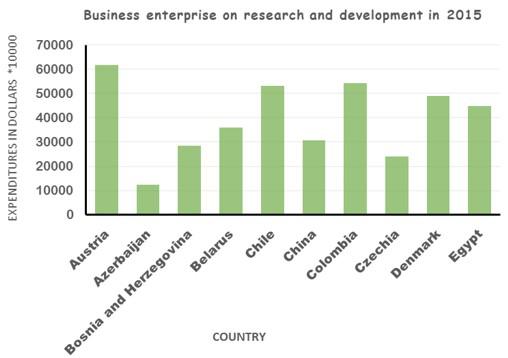 Business enterprise on research and development in 2015
EXPENDITURES IN DOLLARS *10000
70000
60000
50000
40000
30000
20000
10000
0
Austria
Azerbaijan
Bosnia and Herzegovina
Belarus
Chile
China
Colombia
Czechia
Denmark
Egypt
COUNTRY